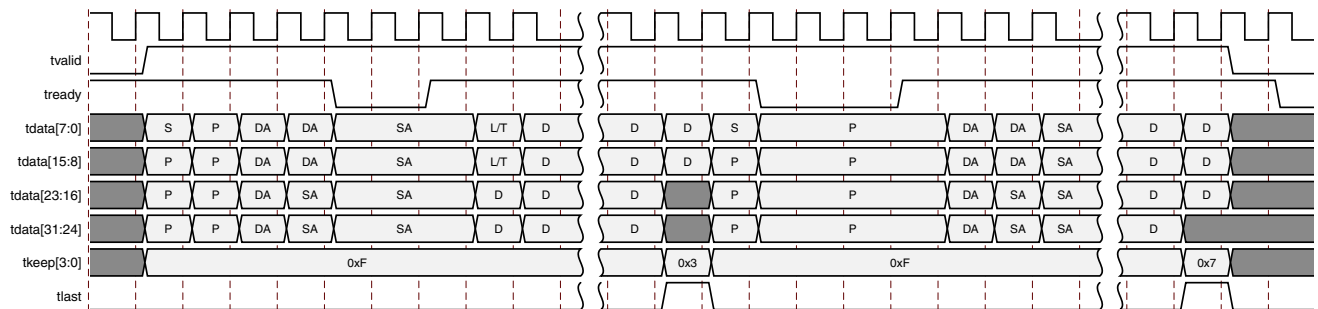 tvalid
tready
tdata[7:0] S P DA DA SA L/T D D D S P DA DA SA D D
tdata[15:8] P P DA DA SA L/T D D D P P DA DA SA D D
tdata[23:16] P P DA SA SA D D D P P DA SA SA D D
tdata[31:24] P P DA SA SA D D D P P DA SA SA D
tkeep[3:0] 0xF 0x3 0xF 0x7
tlast